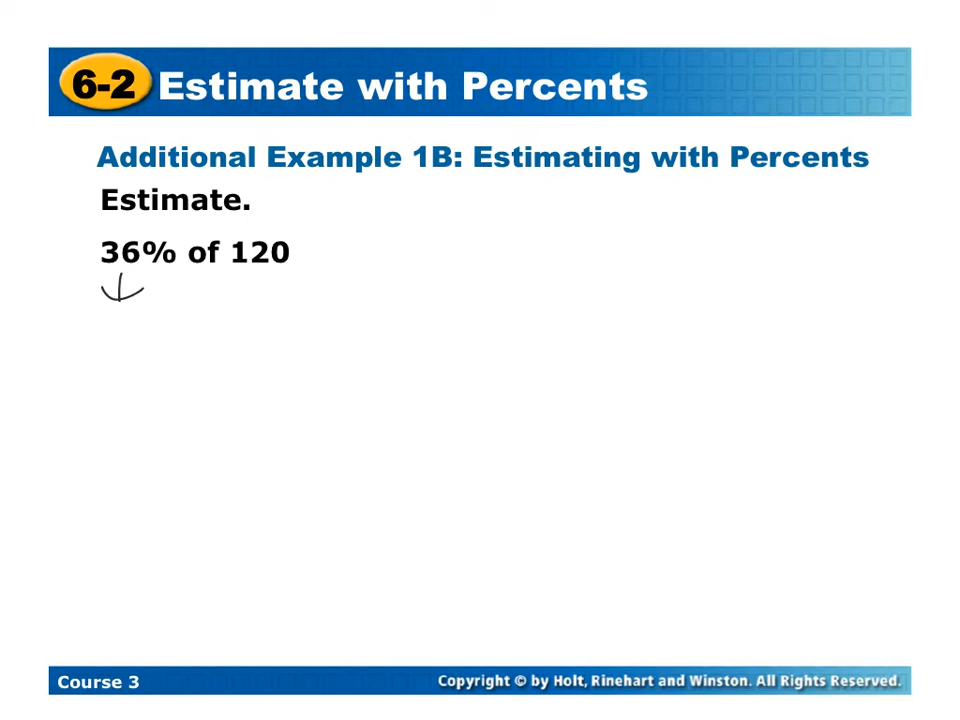 6-2 Estimate with Percents
Additional Example 1B: Estimating with Percents
Estimate.
36% of 120
Course 3
Copyright © by Holt, Rinehart and Winston. All Rights Reserved.